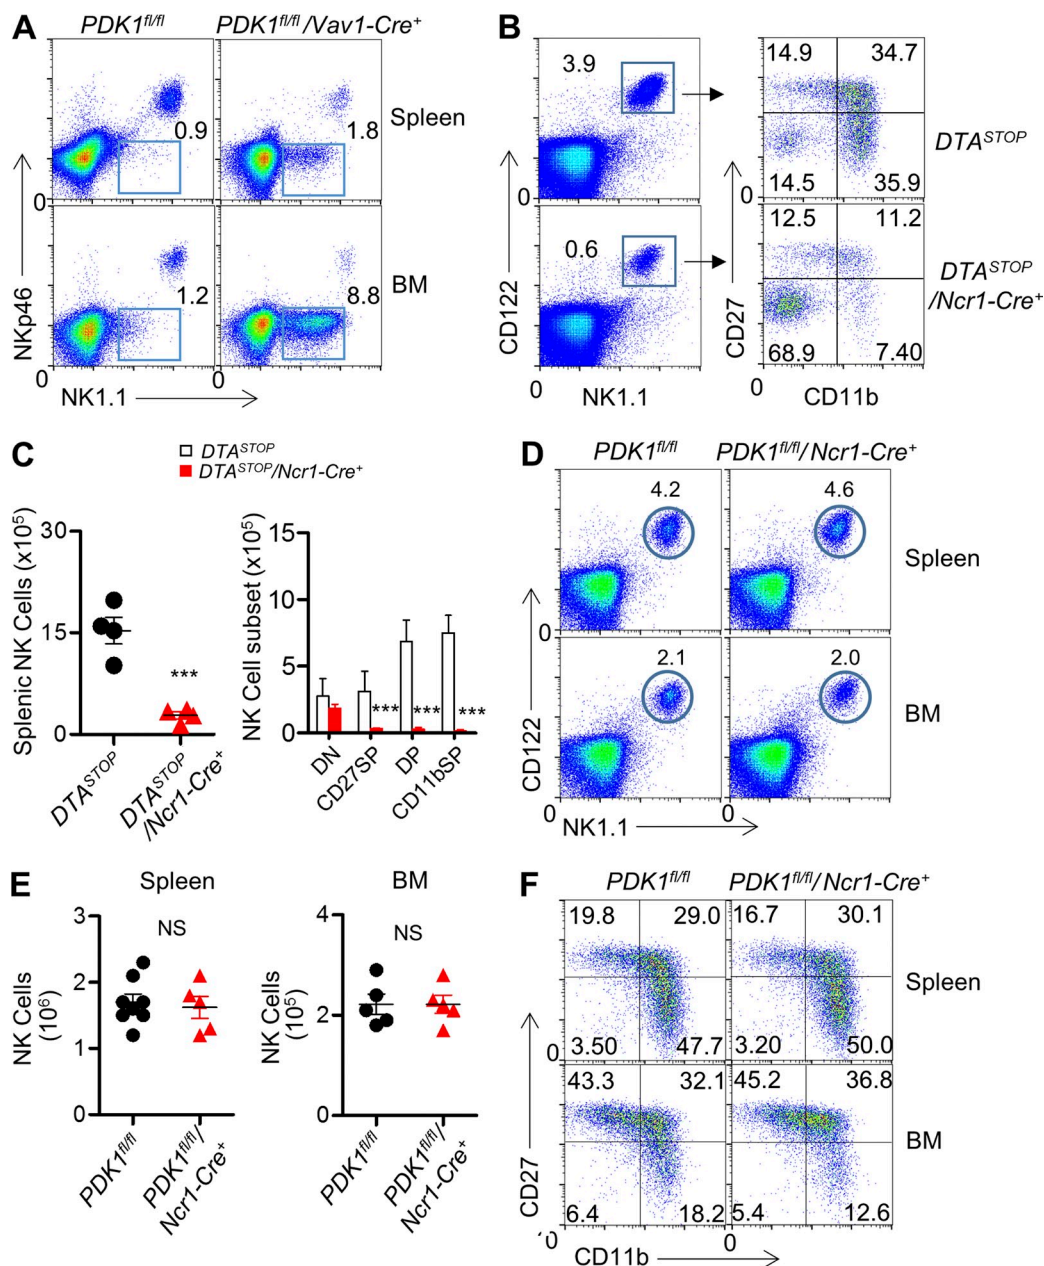 A
PDK1fl/fl
PDK1fl/fl/Vav1-Cre+
0.9
1.8
Spleen
0
1.2
8.8
BM
0
0
NKp46
NK1.1
B
3.9
14.9
34.7
DTASTOP
0
14.5
35.9
0.6
12.5
11.2
DTASTOP
/Ncr1-Cre+
68.9
7.40
0
0
CD122
NK1.1
CD27
CD11b
C
DTASTOP
DTASTOP/Ncr1-Cre+
Splenic NK Cells (x105)
30
15
0
***
DTASTOP
DTASTOP
/Ncr1-Cre+
NK Cell subset (x105)
15
10
5
0
***
***
***
DN
CD27SP
DP
CD11bSP
D
PDK1fl/fl
PDK1fl/fl/Ncr1-Cre+
4.2
4.6
Spleen
0
2.1
2.0
BM
0
0
CD122
NK1.1
E
Spleen
NK Cells
(106)
3
2
1
0
NS
PDK1fl/fl
PDK1fl/fl/
Ncr1-Cre+
BM
NK Cells
(105)
4
2
0
NS
PDK1fl/fl
PDK1fl/fl/
Ncr1-Cre+
F
PDK1fl/fl
PDK1fl/fl/Ncr1-Cre+
19.8
29.0
16.7
30.1
Spleen
0
3.50
47.7
3.20
50.0
43.3
32.1
45.2
36.8
BM
6.4
18.2
5.4
12.6
0
0
CD27
CD11b